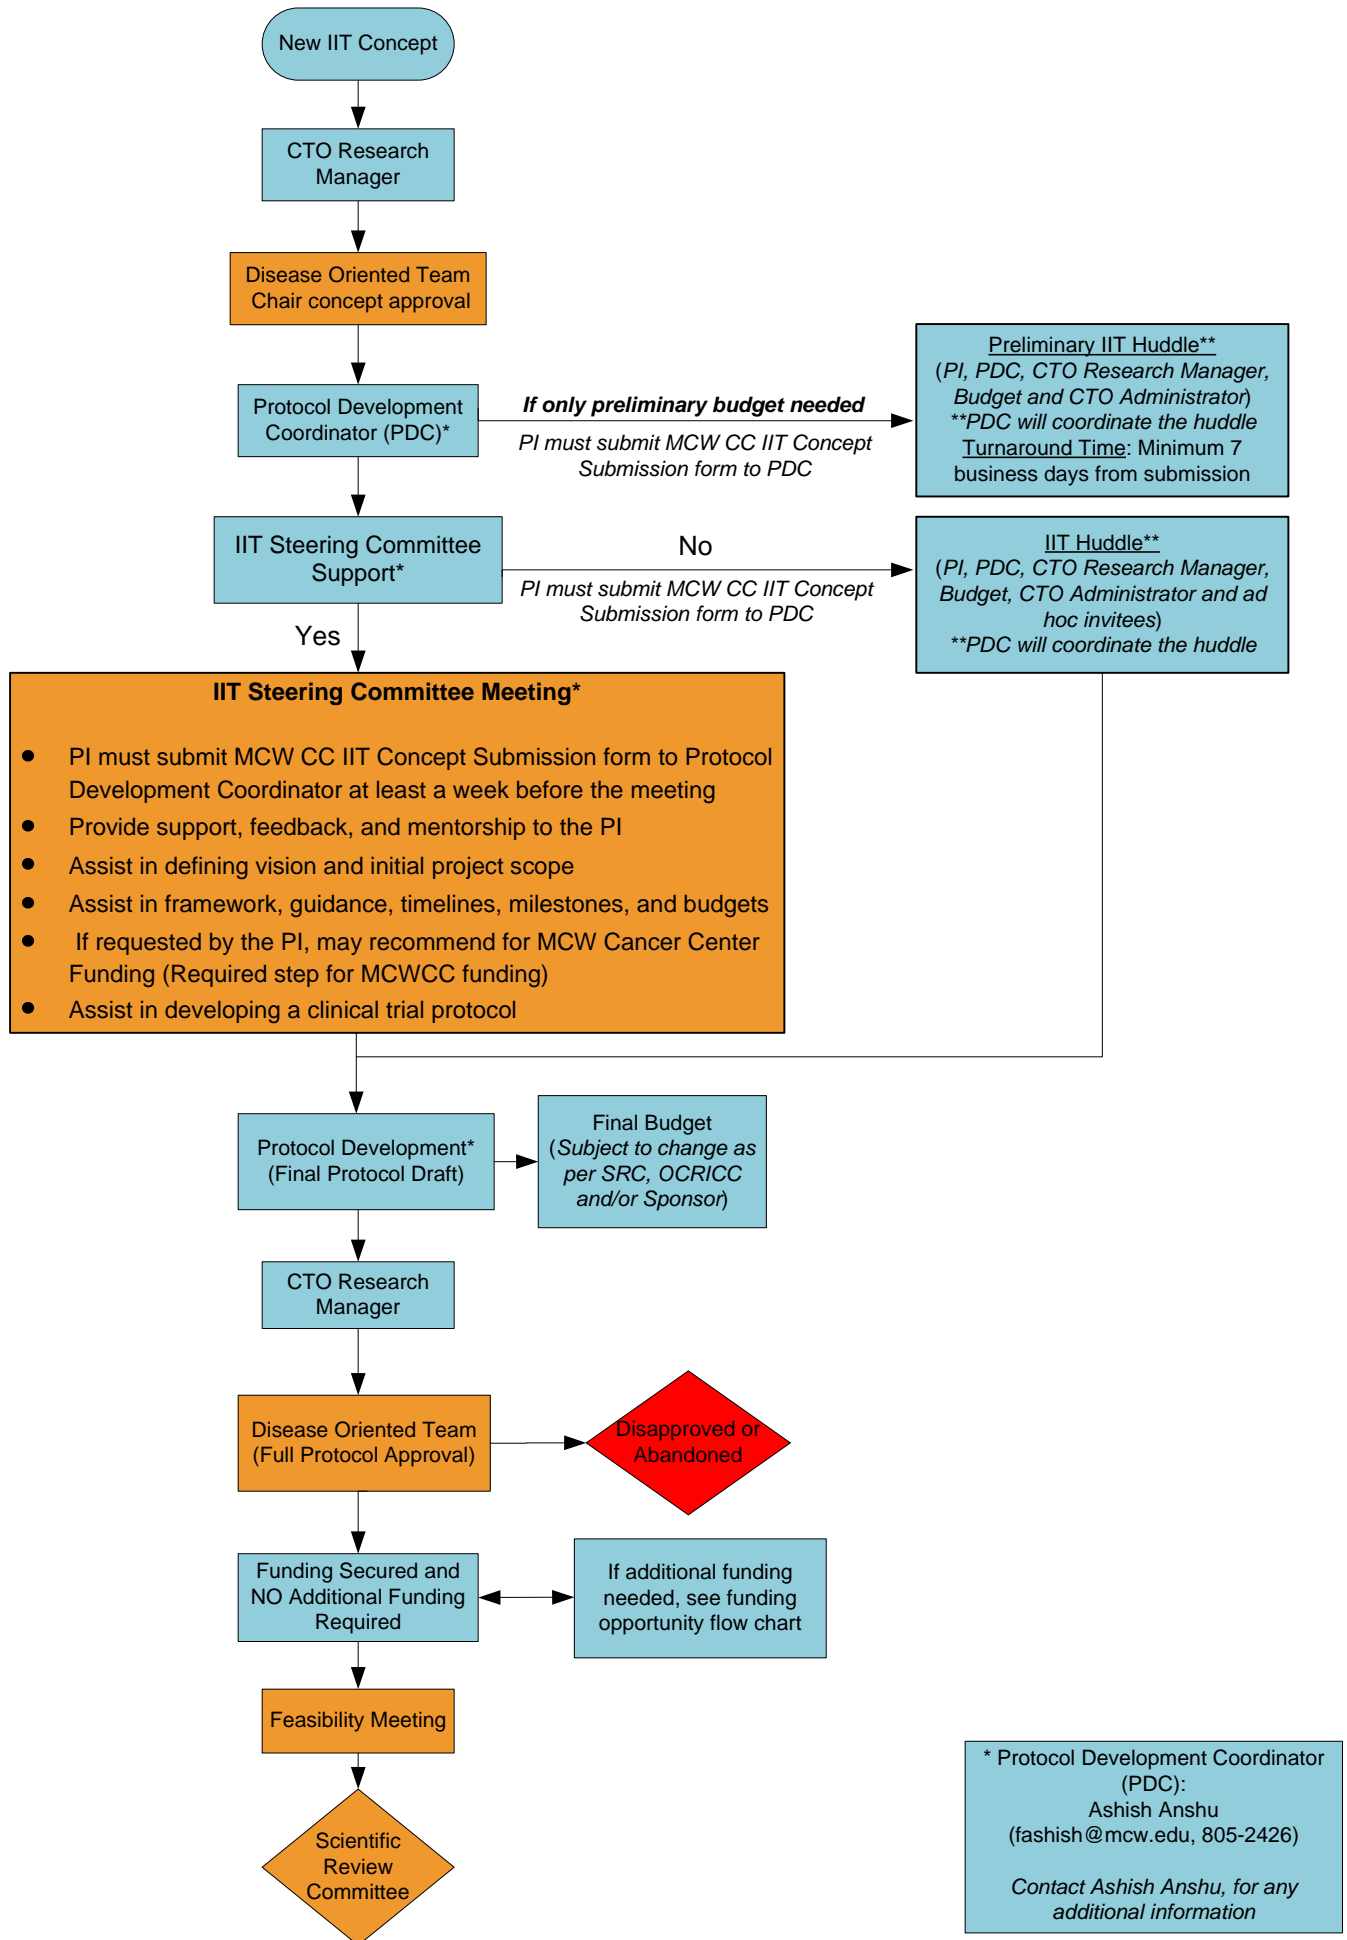 New IIT Concept
CTO Research
Manager
Disease Oriented Team
Chair concept approval
Protocol Development
Coordinator (PDC)*
If only preliminary budget needed
PI must submit MCW CC IIT Concept
Submission form to PDC
Preliminary IIT Huddle**
(PI, PDC, CTO Research Manager,
Budget and CTO Administrator)
**PDC will coordinate the huddle
Turnaround Time: Minimum 7
business days from submission
IIT Steering Committee
Support*
No
PI must submit MCW CC IIT Concept
Submission form to PDC
IIT Huddle**
(PI, PDC, CTO Research Manager,
Budget, CTO Administrator and ad
hoc invitees)
**PDC will coordinate the huddle
Yes
IIT Steering Committee Meeting*
● PI must submit MCW CC IIT Concept Submission form to Protocol
Development Coordinator at least a week before the meeting
● Provide support, feedback, and mentorship to the PI
● Assist in defining vision and initial project scope
● Assist in framework, guidance, timelines, milestones, and budgets
● If requested by the PI, may recommend for MCW Cancer Center
Funding (Required step for MCWCC funding)
● Assist in developing a clinical trial protocol
Protocol Development*
(Final Protocol Draft)
Final Budget
(Subject to change as
per SRC, OCRICC
and/or Sponsor)
CTO Research
Manager
Disease Oriented Team
(Full Protocol Approval)
Disapproved or
Abandoned
Funding Secured and
NO Additional Funding
Required
If additional funding
needed, see funding
opportunity flow chart
Feasibility Meeting
Scientific
Review
Committee
* Protocol Development Coordinator
(PDC):
Ashish Anshu
(fashish@mcw.edu, 805-2426)
Contact Ashish Anshu, for any
additional information